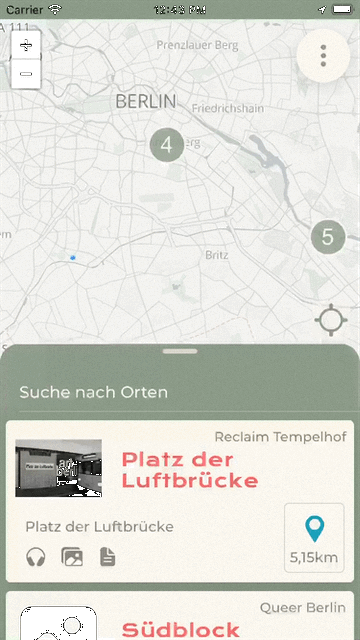 Carrier 12:43 PM
A 111
+
Prenzlauer Berg
−
BERLIN
Friedrichshain
4
erg
5
Britz
Suche nach Orten
Reclaim Tempelhof
Platz der
Luftbrücke
Platz der Luftbrücke
5,15km
Queer Berlin
Südblock